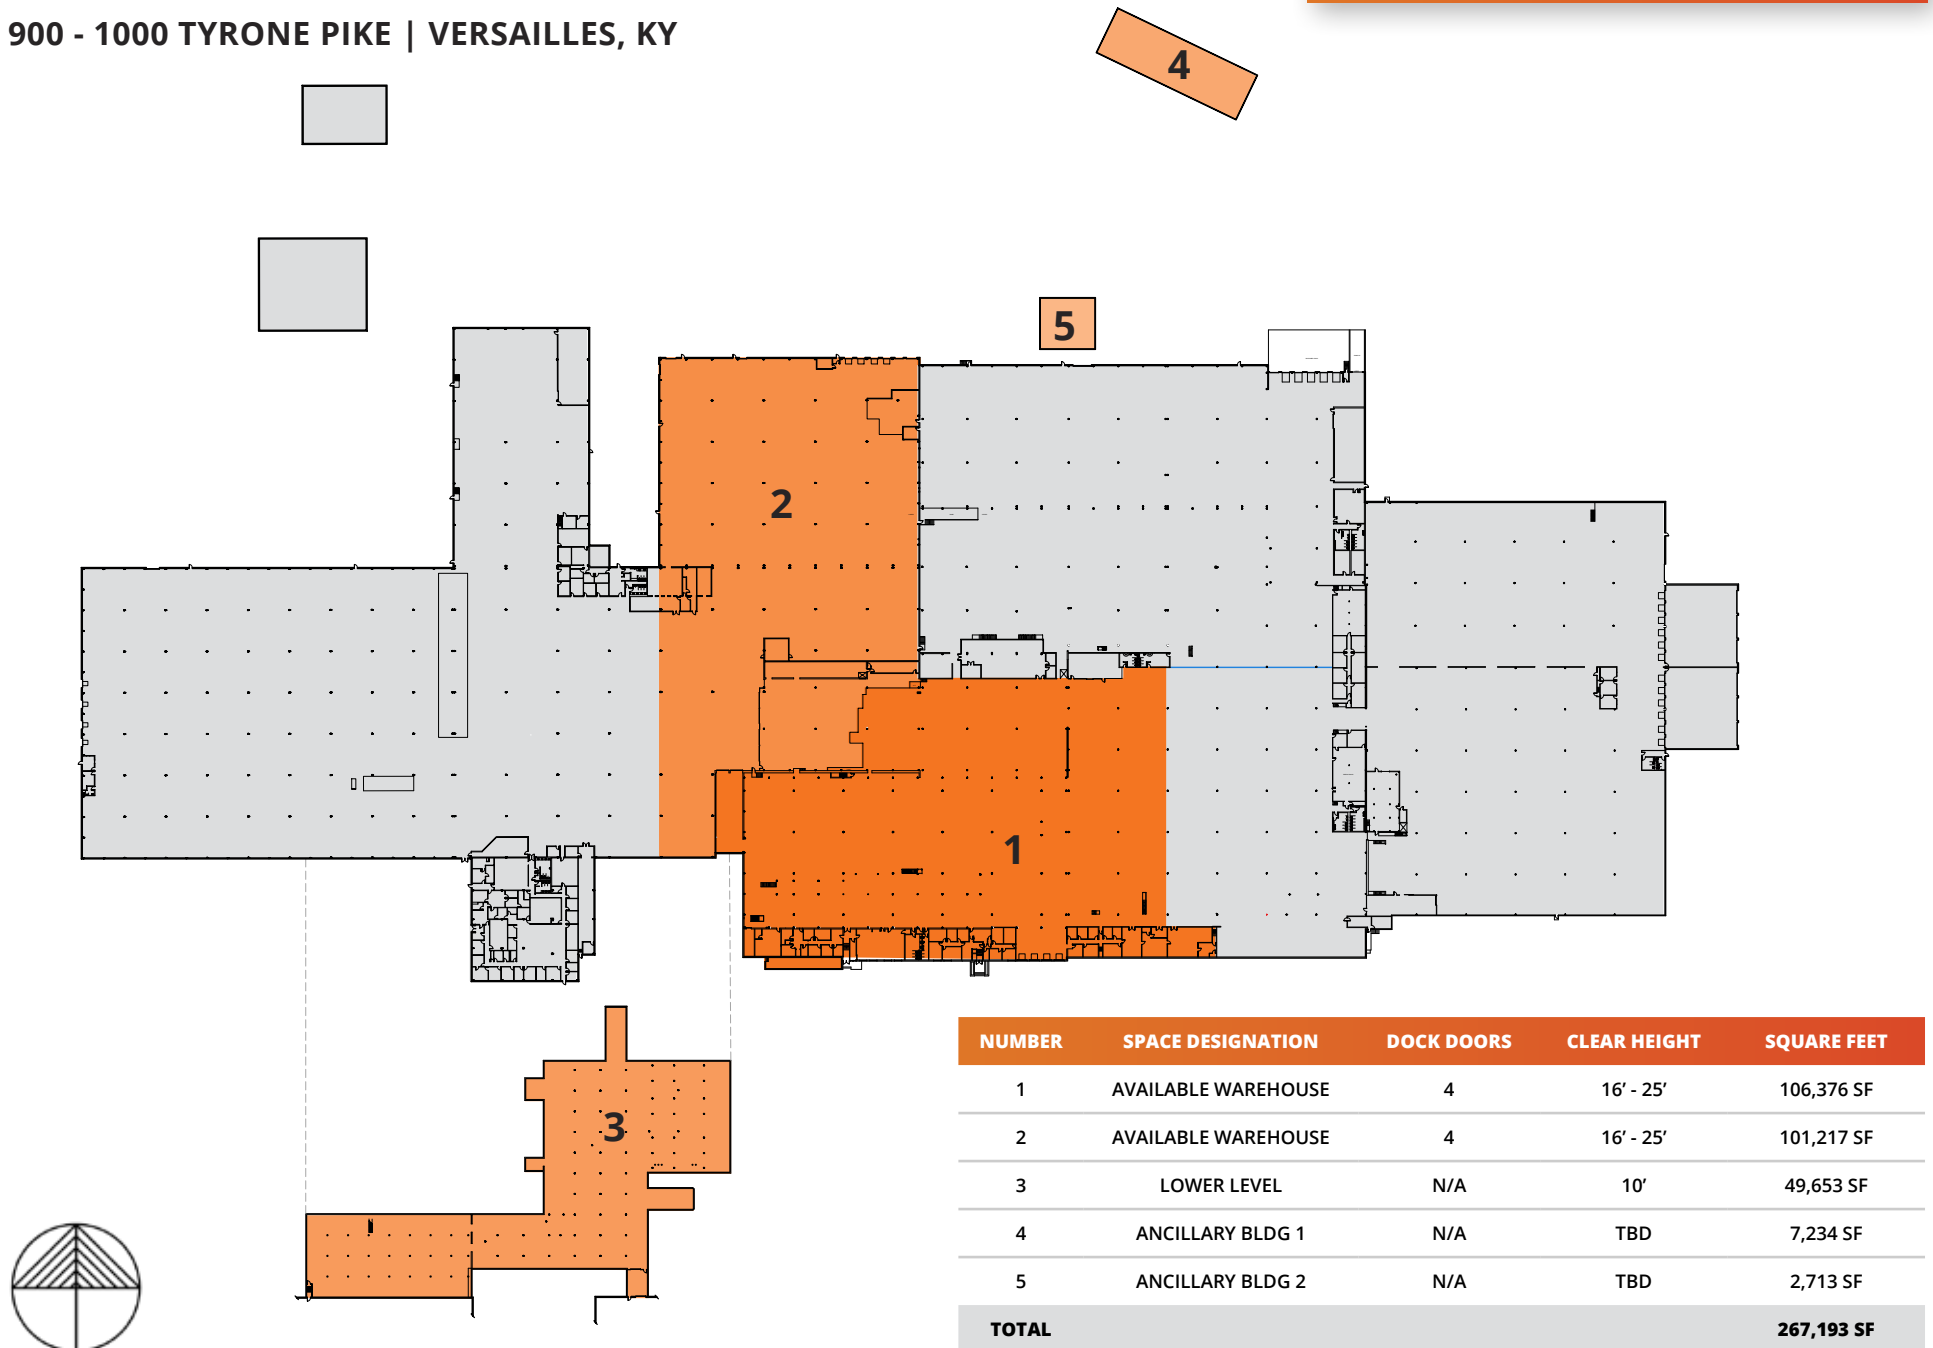 900 - 1000 TYRONE PIKE | VERSAILLES, KY
4
5
2
1
3
NUMBER SPACE DESIGNATION DOCK DOORS CLEAR HEIGHT SQUARE FEET
1 AVAILABLE WAREHOUSE 4 16’ - 25’ 106,376 SF
2 AVAILABLE WAREHOUSE 4 16’ - 25’ 101,217 SF
3 LOWER LEVEL N/A 10’ 49,653 SF
4 ANCILLARY BLDG 1 N/A TBD 7,234 SF
5 ANCILLARY BLDG 2 N/A TBD 2,713 SF
TOTAL 267,193 SF